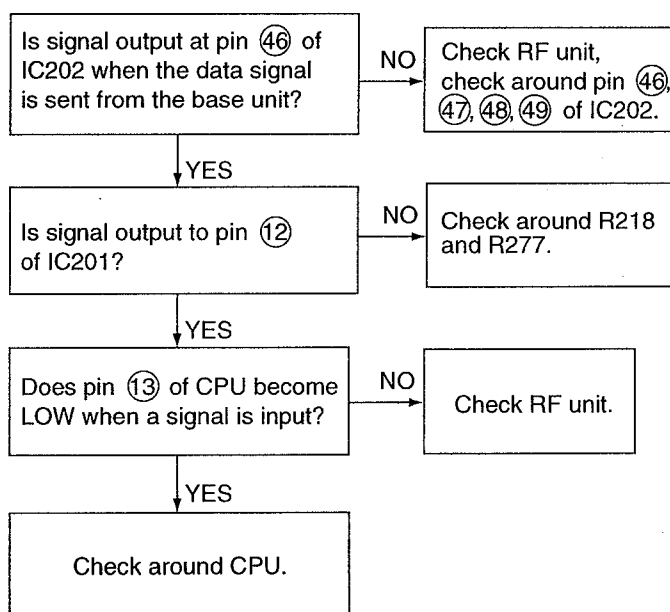 Is signal output at pin 46 of
IC202 when the data signal
is sent from the base unit?
NO
Check RF unit,
check around pin 46,
47, 48, 49 of IC202.
YES
Is signal output to pin 12
of IC201?
NO
Check around R218
and R277.
YES
Does pin 13 of CPU become
LOW when a signal is input?
NO
Check RF unit.
YES
Check around CPU.